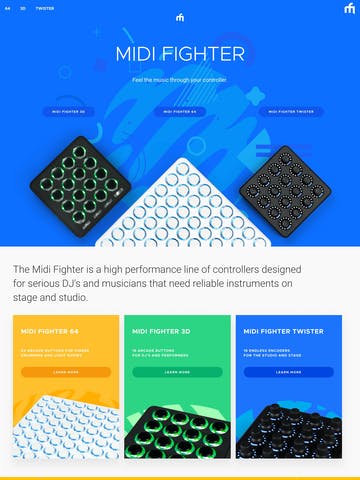 64 3D TWISTER
MIDI FIGHTER
Feel the music through your controller.
MIDI FIGHTER 3D MIDI FIGHTER 64 MIDI FIGHTER TWISTER
The Midi Fighter is a high performance line of controllers designed
for serious DJ's and musicians that need reliable instruments on
stage and studio.
MIDI FIGHTER 64
64 ARCADE BUTTONS FOR FINGER
DRUMMING AND LIGHT SHOWS
LEARN MORE
MIDI FIGHTER 3D
16 ARCADE BUTTONS
FOR DJ'S AND PERFORMERS
LEARN MORE
MIDI FIGHTER TWISTER
16 ENDLESS ENCODERS
FOR THE STUDIO AND STAGE
LEARN MORE